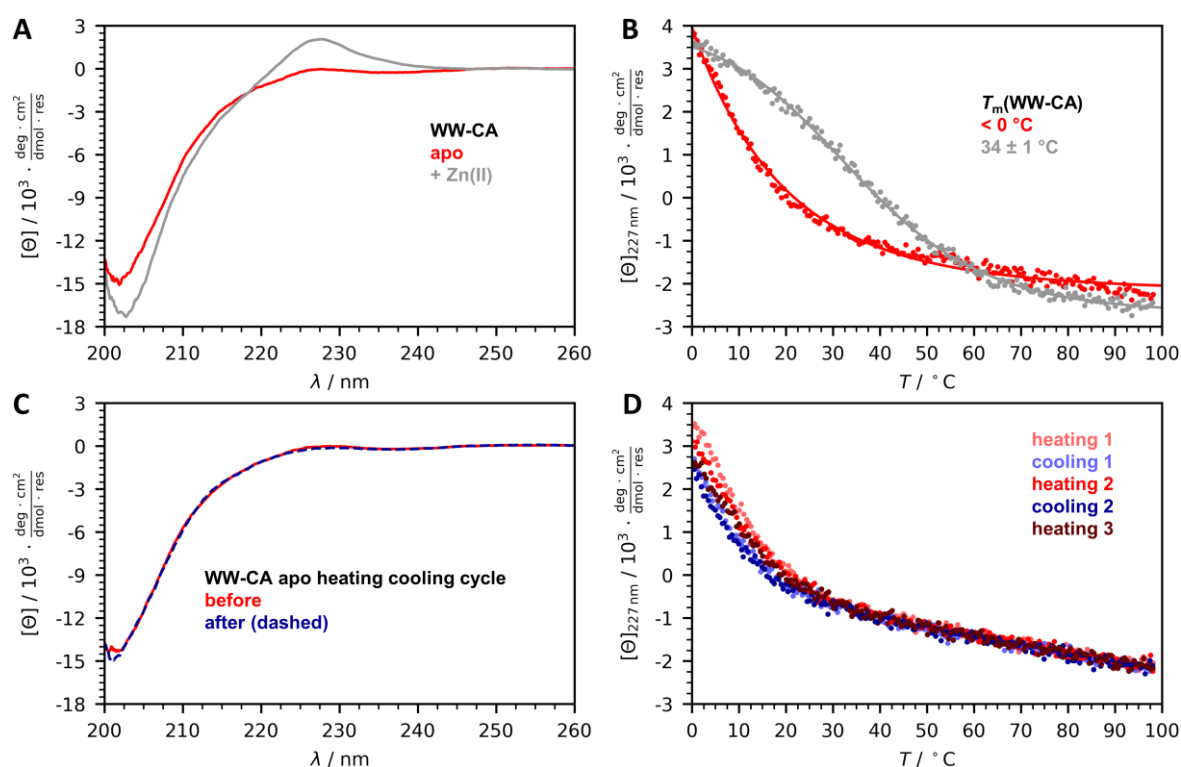 A
3
0
-3
-6
-9
-12
-15
-18
[Θ] / 10³ · deg · cm² / dmol · res
WW-CA
apo
+ Zn(II)
200 210 220 230 240 250 260
λ / nm
B
4
3
2
1
0
-1
-2
-3
[Θ]227 nm / 10³ · deg · cm² / dmol · res
Tm(WW-CA)
< 0 °C
34 ± 1 °C
0 10 20 30 40 50 60 70 80 90 100
T / °C
C
3
0
-3
-6
-9
-12
-15
-18
[Θ] / 10³ · deg · cm² / dmol · res
WW-CA apo heating cooling cycle
before
after (dashed)
200 210 220 230 240 250 260
λ / nm
D
4
3
2
1
0
-1
-2
-3
[Θ]227 nm / 10³ · deg · cm² / dmol · res
heating 1
cooling 1
heating 2
cooling 2
heating 3
0 10 20 30 40 50 60 70 80 90 100
T / °C